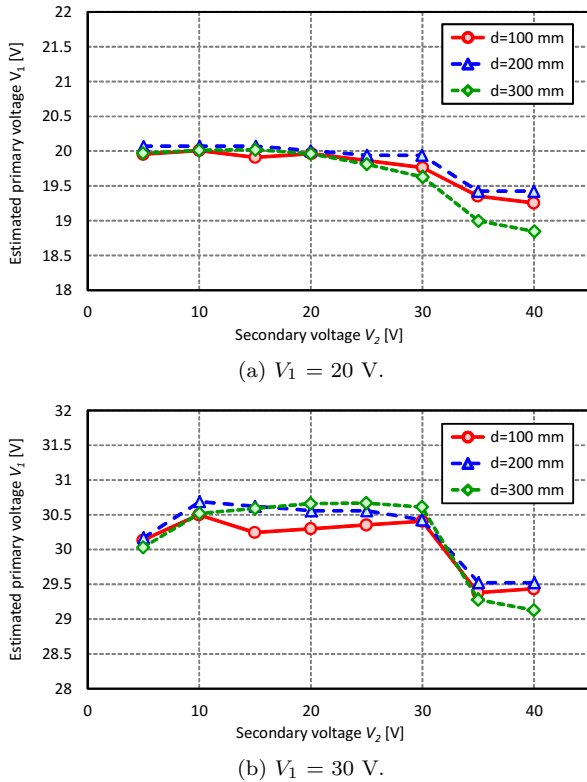 Estimated primary voltage V1 [V]
22
21.5
21
20.5
20
19.5
19
18.5
18
d=100 mm
d=200 mm
d=300 mm
0 10 20 30 40
Secondary voltage V2 [V]
(a) V1 = 20 V.
Estimated primary voltage V1 [V]
32
31.5
31
30.5
30
29.5
29
28.5
28
d=100 mm
d=200 mm
d=300 mm
0 10 20 30 40
Secondary voltage V2 [V]
(b) V1 = 30 V.